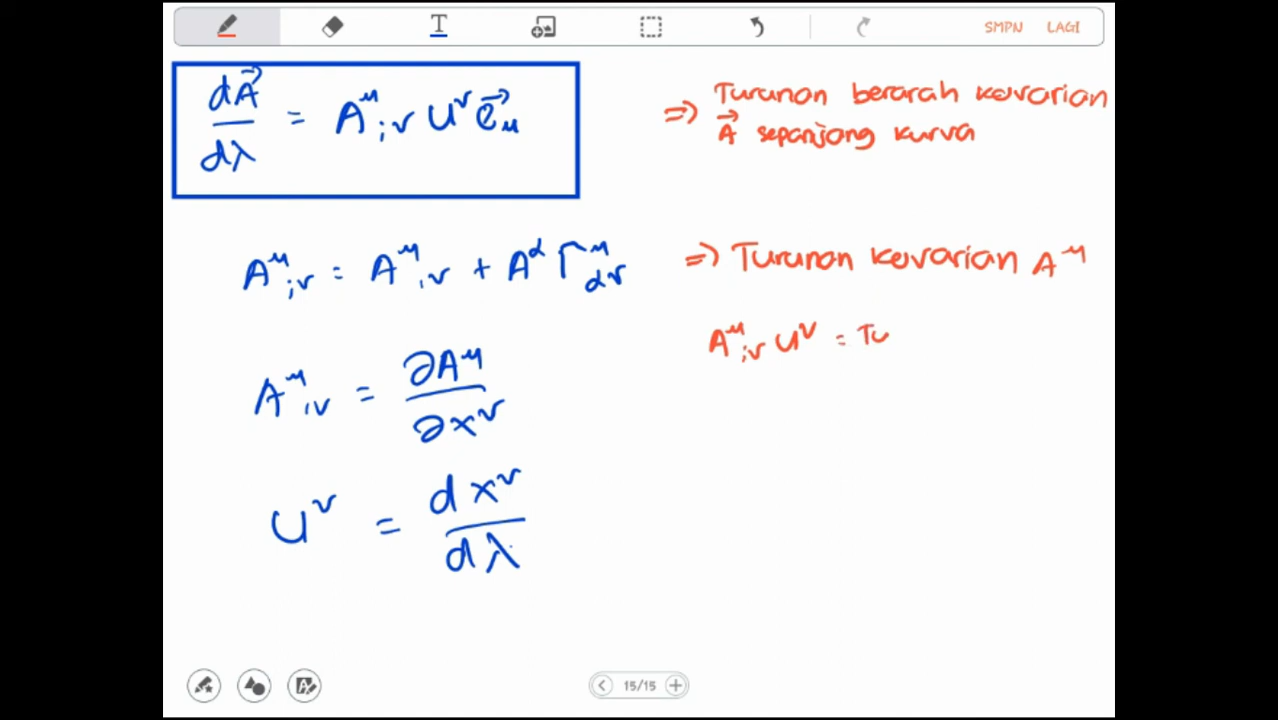 T SMPN LAGI
dA⃗/dλ = A^μ_;ν U^ν e⃗_μ
⇒ Turunan berarah kovarian
A⃗ sepanjang kurva
A^μ_;ν = A^μ_,ν + A^α Γ^μ_αν
⇒ Turunan kovarian A^μ
A^μ_;ν U^ν = Tu
A^μ_,ν = ∂A^μ/∂x^ν
U^ν = dx^ν/dλ
15/15